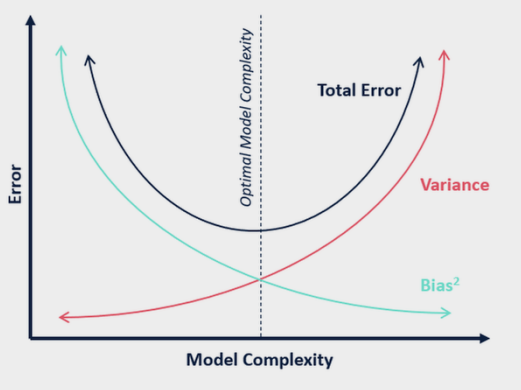 Optimal Model Complexity
Total Error
Error
Variance
Bias²
Model Complexity